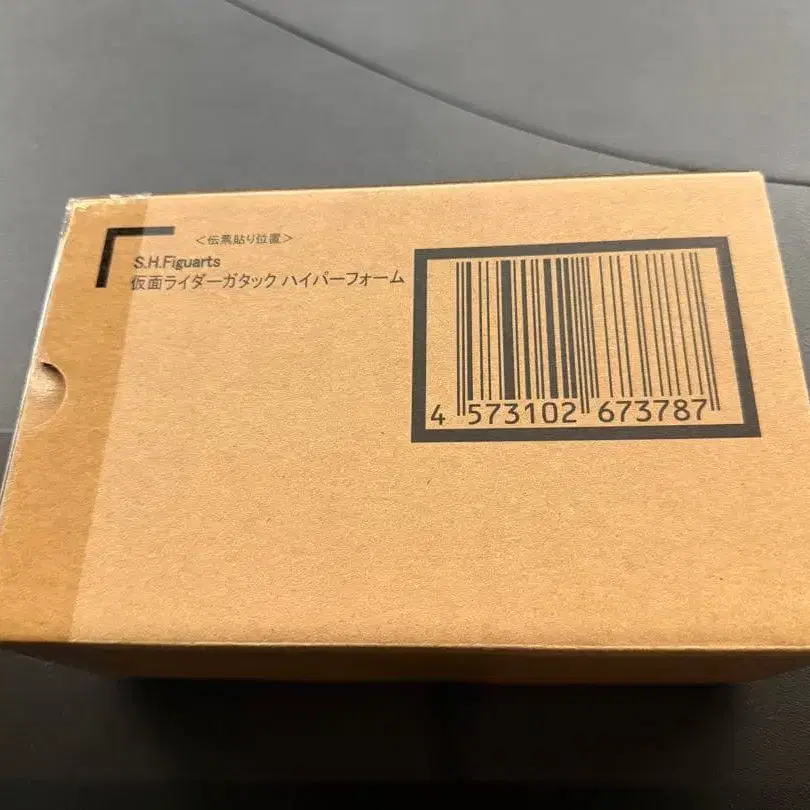 ＜伝票貼り位置＞
S.H.Figuarts
仮面ライダーガタック ハイパーフォーム
4 573102 673787